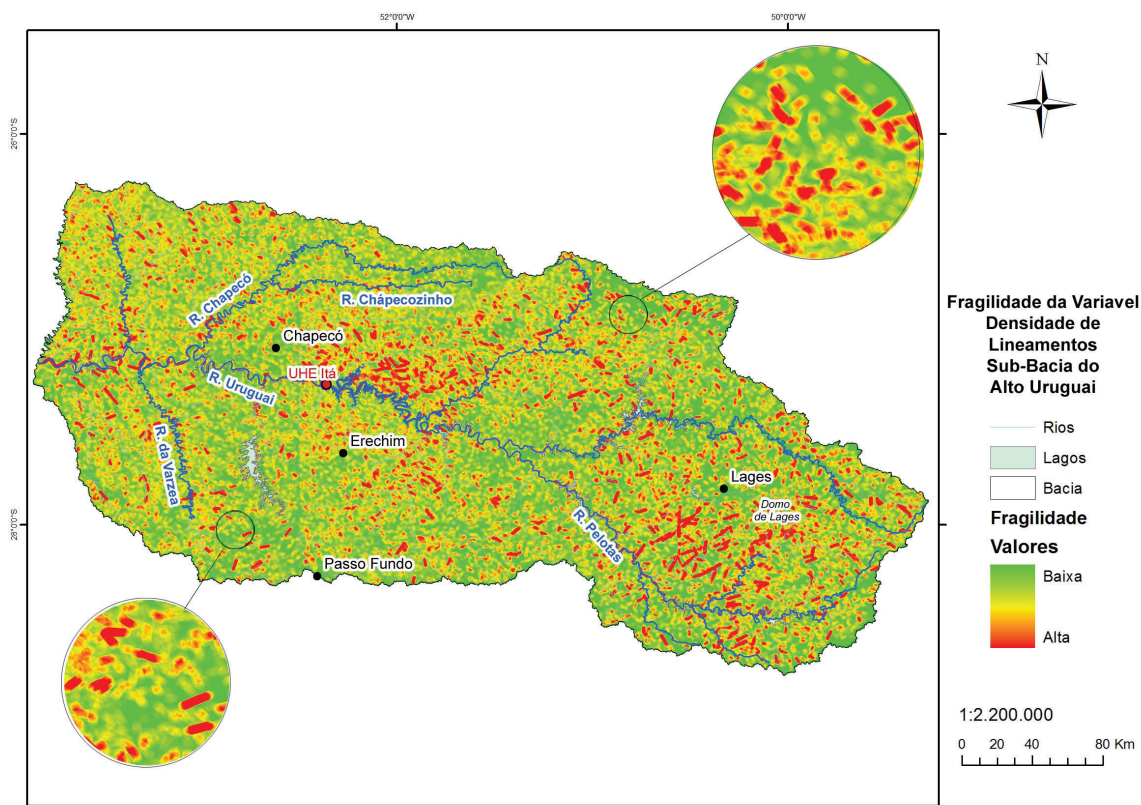 52°0'0"W
50°0'0"W
N
26°0'0"S
28°0'0"S
R. Chapecó
R. Chápecozinho
Chapecó
UHE Itá
R. Uruguai
R. da Varzea
Erechim
Passo Fundo
R. Pelotas
Lages
Domo
de Lages
Fragilidade da Variavel
Densidade de
Lineamentos
Sub-Bacia do
Alto Uruguai
Rios
Lagos
Bacia
Fragilidade
Valores
Baixa
Alta
1:2.200.000
0 20 40 80 Km